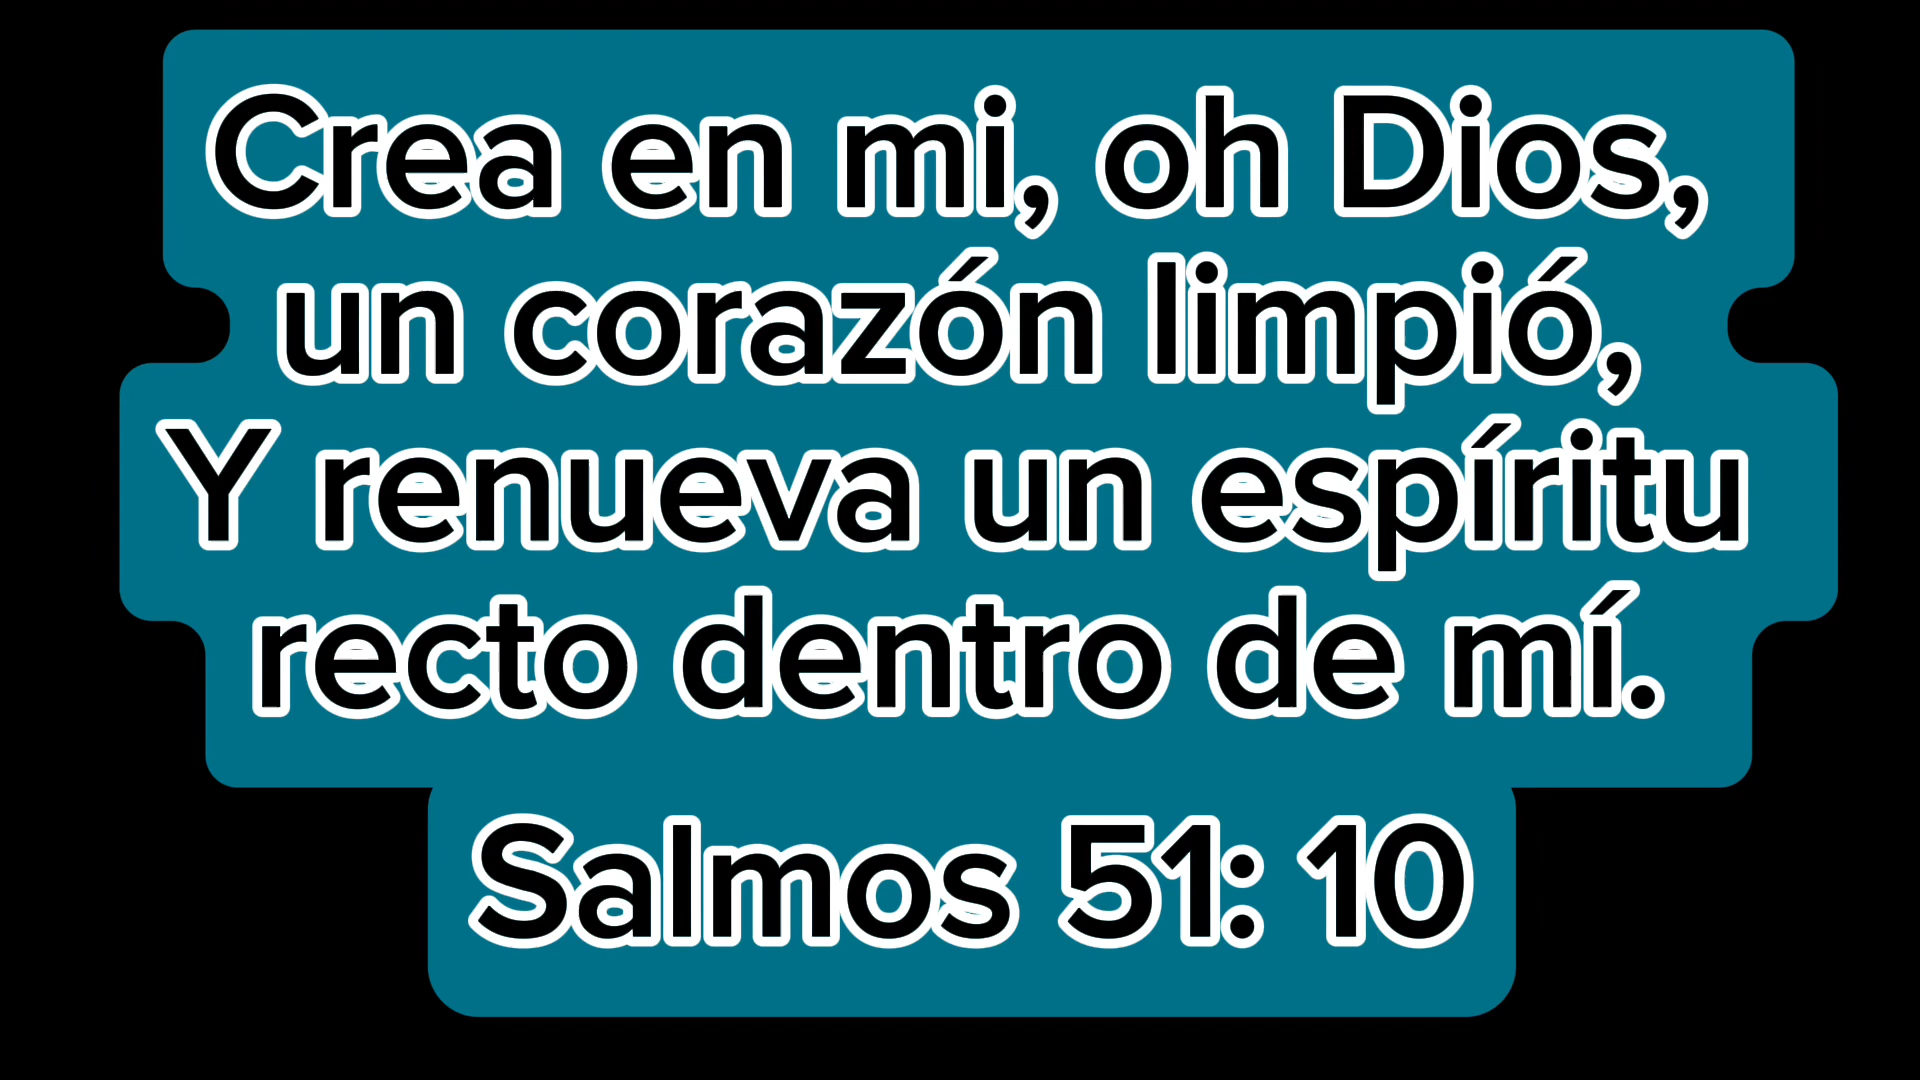 Crea en mi, oh Dios,
un corazón limpió,
Y renueva un espíritu
recto dentro de mí.
Salmos 51: 10